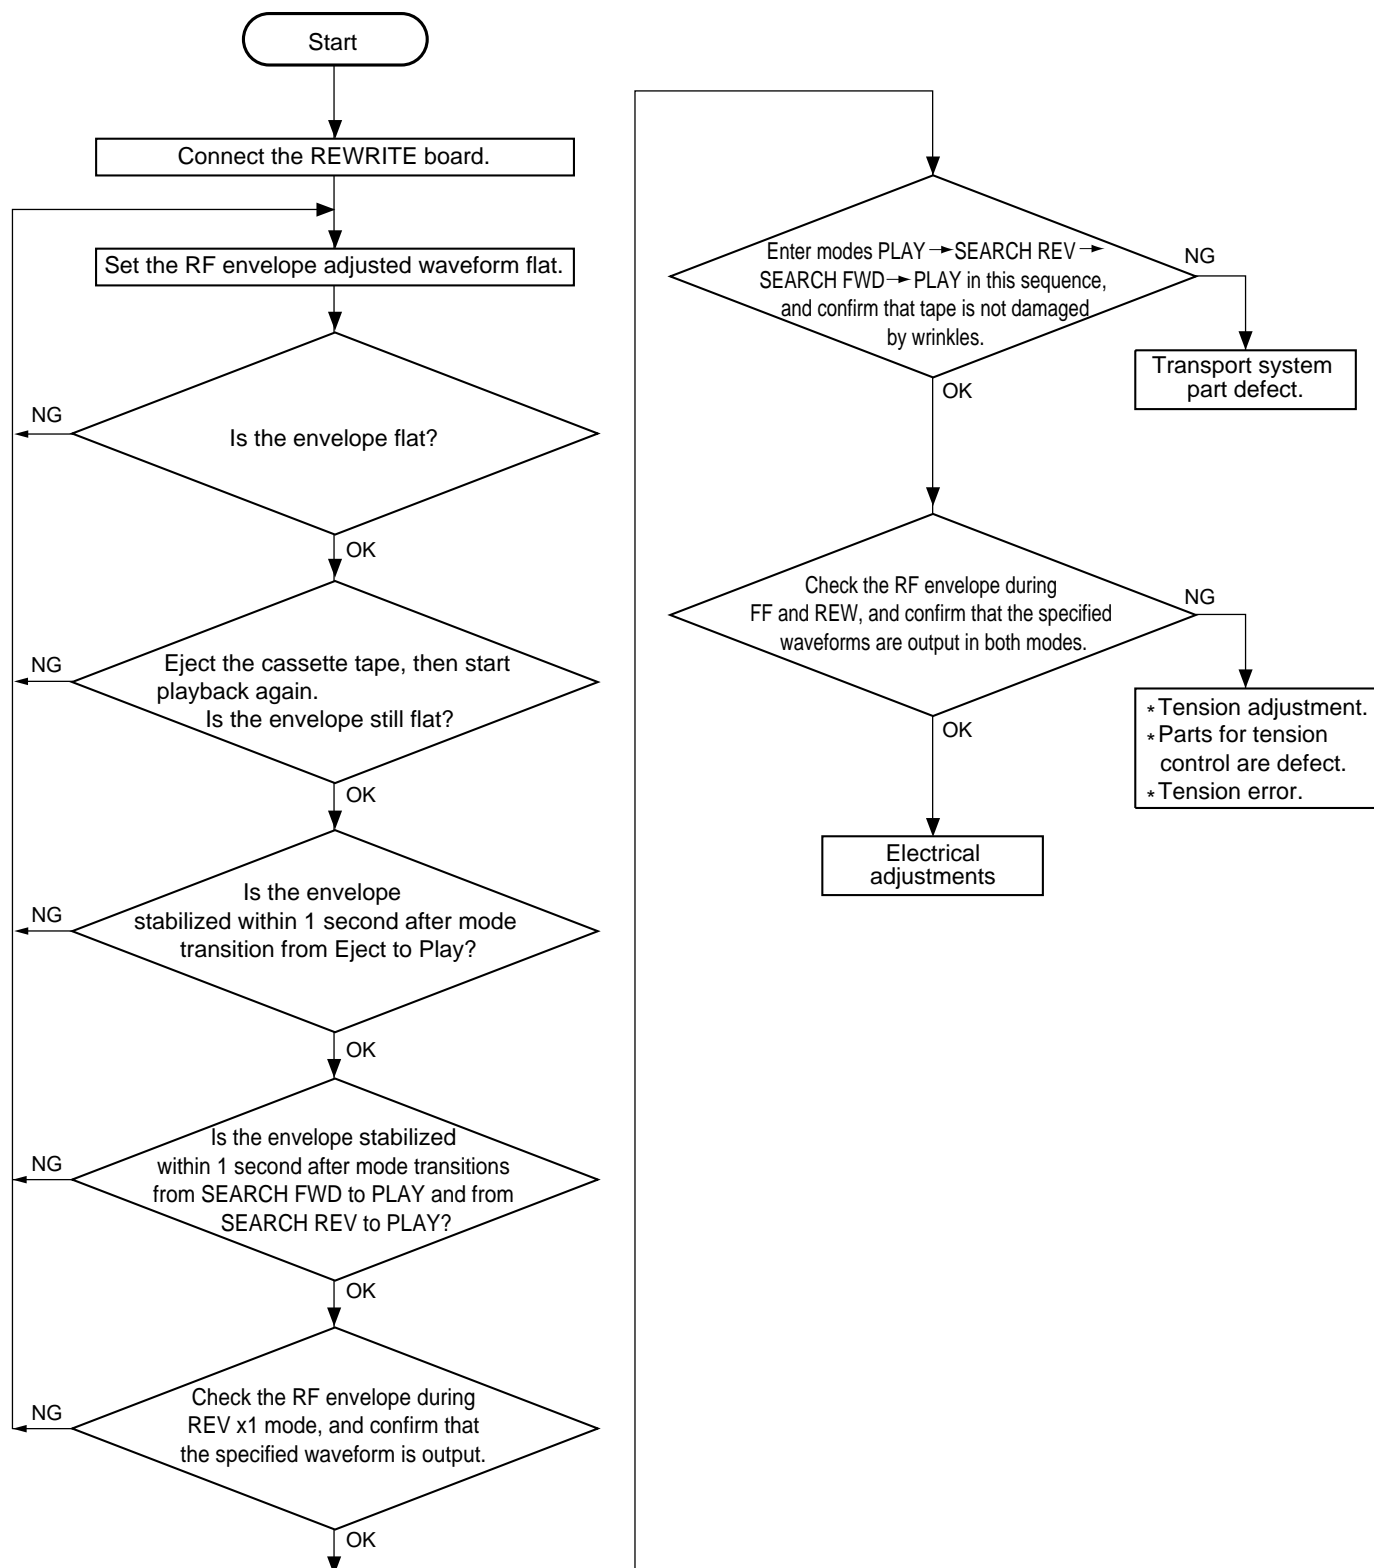 Start
Connect the REWRITE board.
Set the RF envelope adjusted waveform flat.
NG
Is the envelope flat?
OK
NG
Eject the cassette tape, then start
playback again.
Is the envelope still flat?
OK
NG
Is the envelope
stabilized within 1 second after mode
transition from Eject to Play?
OK
NG
Is the envelope stabilized
within 1 second after mode transitions
from SEARCH FWD to PLAY and from
SEARCH REV to PLAY?
OK
NG
Check the RF envelope during
REV x1 mode, and confirm that
the specified waveform is output.
OK
Enter modes PLAY → SEARCH REV →
SEARCH FWD → PLAY in this sequence,
and confirm that tape is not damaged
by wrinkles.
NG
Transport system
part defect.
OK
Check the RF envelope during
FF and REW, and confirm that the specified
waveforms are output in both modes.
NG
* Tension adjustment.
* Parts for tension
control are defect.
* Tension error.
OK
Electrical
adjustments